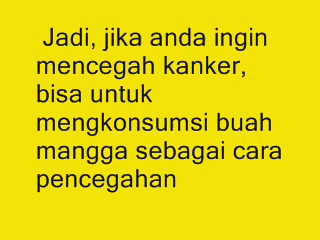 Jadi, jika anda ingin
mencegah kanker,
bisa untuk
mengkonsumsi buah
mangga sebagai cara
pencegahan